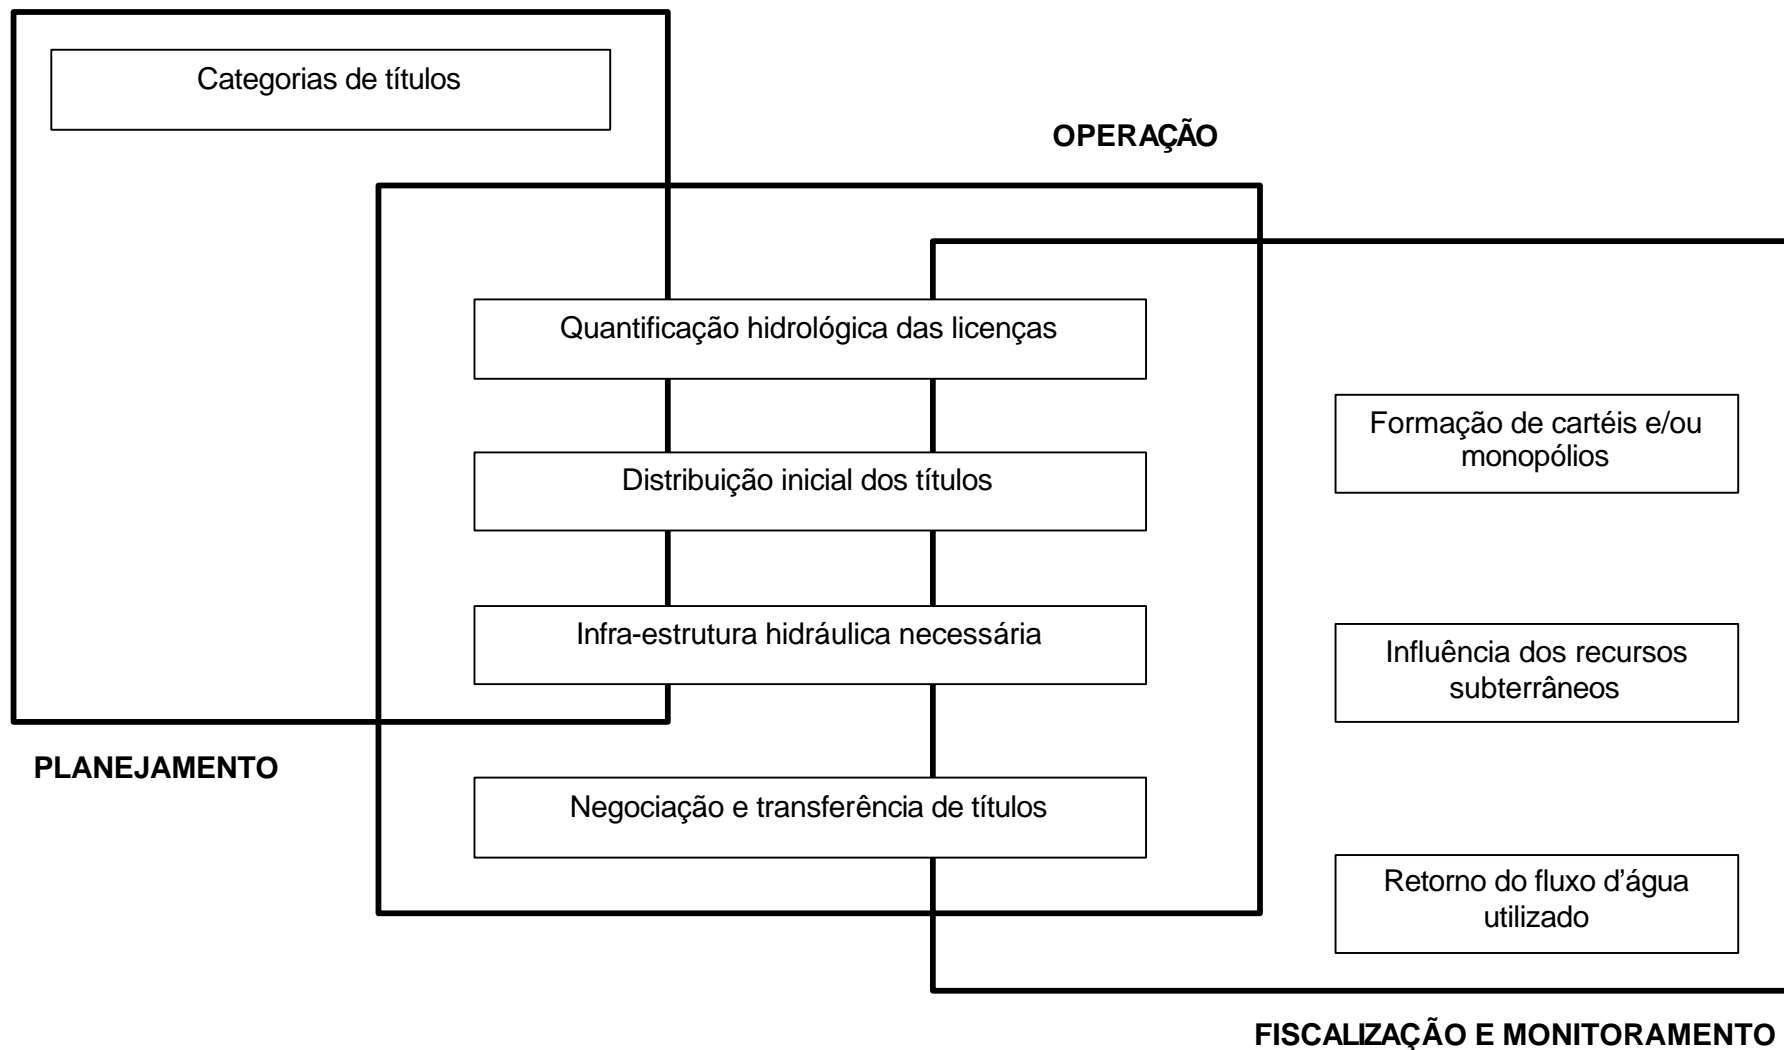 Categorias de títulos
OPERAÇÃO
Quantificação hidrológica das licenças
Formação de cartéis e/ou
monopólios
Distribuição inicial dos títulos
Infra-estrutura hidráulica necessária
Influência dos recursos
subterrâneos
PLANEJAMENTO
Negociação e transferência de títulos
Retorno do fluxo d’água
utilizado
FISCALIZAÇÃO E MONITORAMENTO